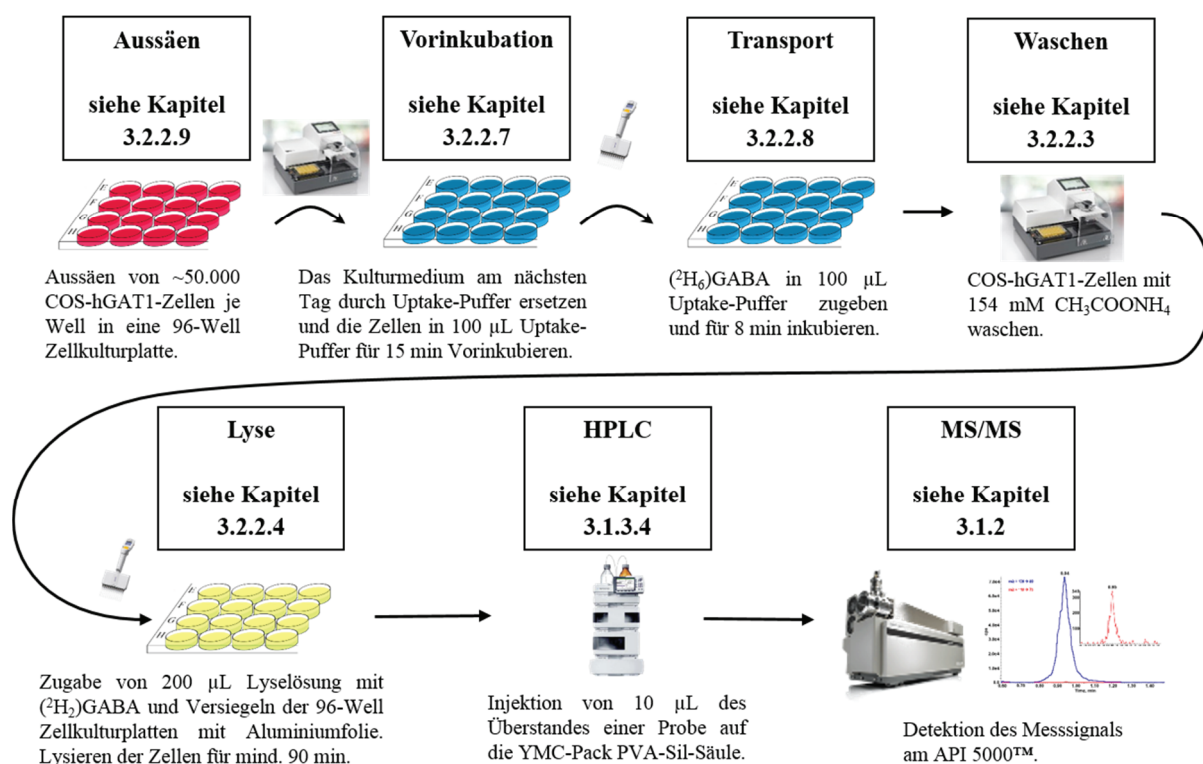 Aussäen
siehe Kapitel
3.2.2.9
Vorinkubation
siehe Kapitel
3.2.2.7
Transport
siehe Kapitel
3.2.2.8
Waschen
siehe Kapitel
3.2.2.3
E
F
G
H
E
F
G
H
E
F
G
H
Aussäen von ~50.000
COS-hGAT1-Zellen je
Well in eine 96-Well
Zellkulturplatte.
Das Kulturmedium am nächsten
Tag durch Uptake-Puffer ersetzen
und die Zellen in 100 µL Uptake-
Puffer für 15 min Vorinkubieren.
(²H₆)GABA in 100 µL
Uptake-Puffer zugeben
und für 8 min inkubieren.
COS-hGAT1-Zellen mit
154 mM CH₃COONH₄
waschen.
Lyse
siehe Kapitel
3.2.2.4
HPLC
siehe Kapitel
3.1.3.4
MS/MS
siehe Kapitel
3.1.2
E
F
G
H
Zugabe von 200 µL Lyselösung mit
(²H₂)GABA und Versiegeln der 96-Well
Zellkulturplatten mit Aluminiumfolie.
Lysieren der Zellen für mind. 90 min.
Injektion von 10 µL des
Überstandes einer Probe auf
die YMC-Pack PVA-Sil-Säule.
Time, min
Detektion des Messsignals
am API 5000™.